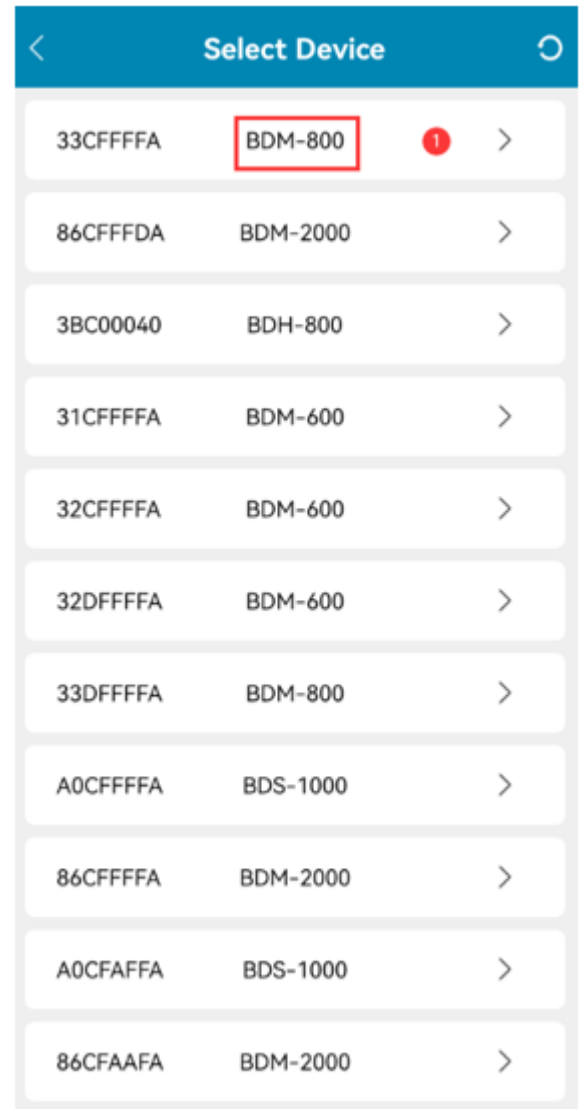 Select Device
33CFFFFA BDM-800 1
86CFFFDA BDM-2000
3BC00040 BDH-800
31CFFFFA BDM-600
32CFFFFA BDM-600
32DFFFFA BDM-600
33DFFFFA BDM-800
A0CFFFFA BDS-1000
86CFFFFA BDM-2000
A0CFAFFA BDS-1000
86CFAAFA BDM-2000